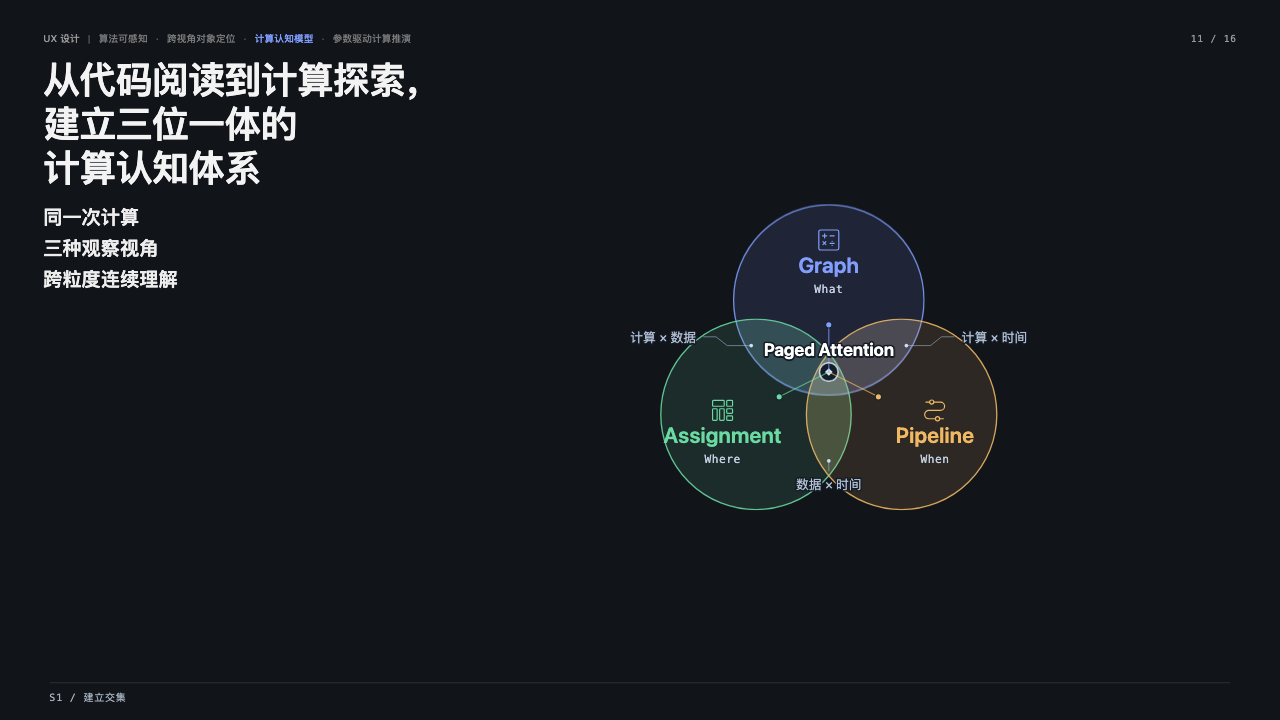 UX 设计 | 算法可感知 · 跨视角对象定位 · 计算认知模型 · 参数驱动计算推演
11 / 16
从代码阅读到计算探索,
建立三位一体的
计算认知体系
同一次计算
三种观察视角
跨粒度连续理解
Graph
What
计算 × 数据
计算 × 时间
Paged Attention
Assignment
Where
Pipeline
When
数据 × 时间
S1 / 建立交集